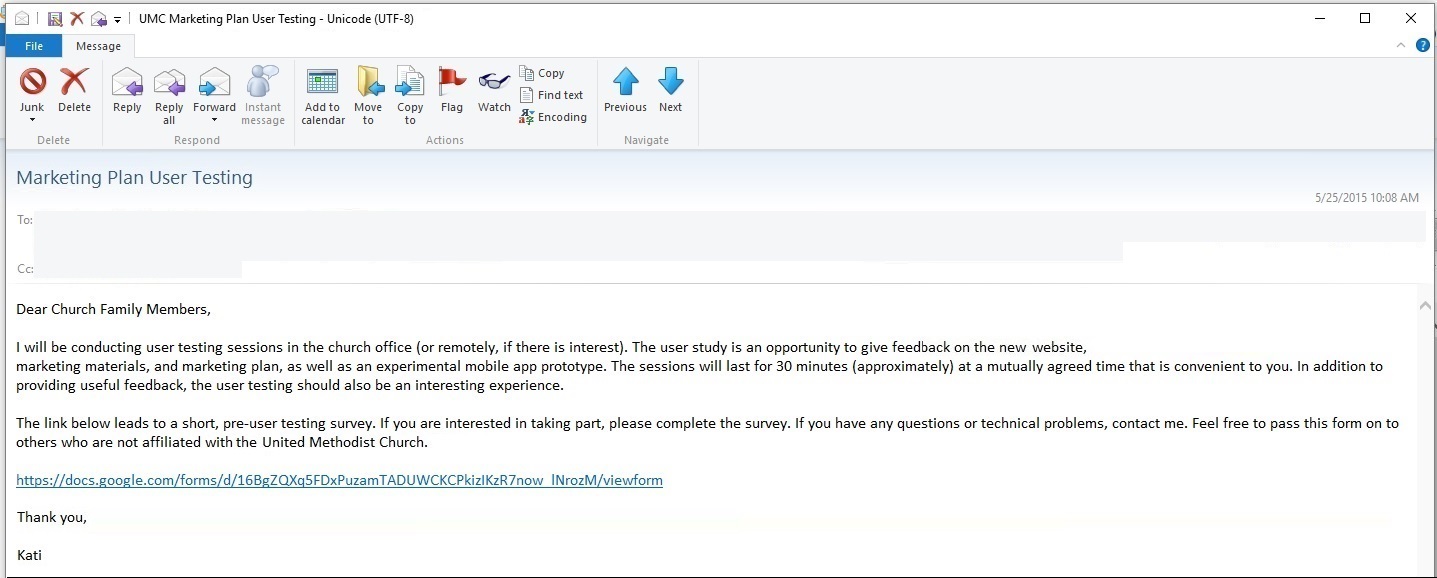 UMC Marketing Plan User Testing - Unicode (UTF-8)
File Message
Junk Delete Reply Reply all Forward Instant message Add to calendar Move to Copy to Flag Watch Copy Find text Encoding Previous Next
Delete Respond Actions Navigate
Marketing Plan User Testing
5/25/2015 10:08 AM
To:
Cc:
Dear Church Family Members,
I will be conducting user testing sessions in the church office (or remotely, if there is interest). The user study is an opportunity to give feedback on the new website,
marketing materials, and marketing plan, as well as an experimental mobile app prototype. The sessions will last for 30 minutes (approximately) at a mutually agreed time that is convenient to you. In addition to
providing useful feedback, the user testing should also be an interesting experience.
The link below leads to a short, pre-user testing survey. If you are interested in taking part, please complete the survey. If you have any questions or technical problems, contact me. Feel free to pass this form on to
others who are not affiliated with the United Methodist Church.
https://docs.google.com/forms/d/16BgZQXq5FDxPuzamTADUWCKCPkizIKzR7now_lNrozM/viewform
Thank you,
Kati